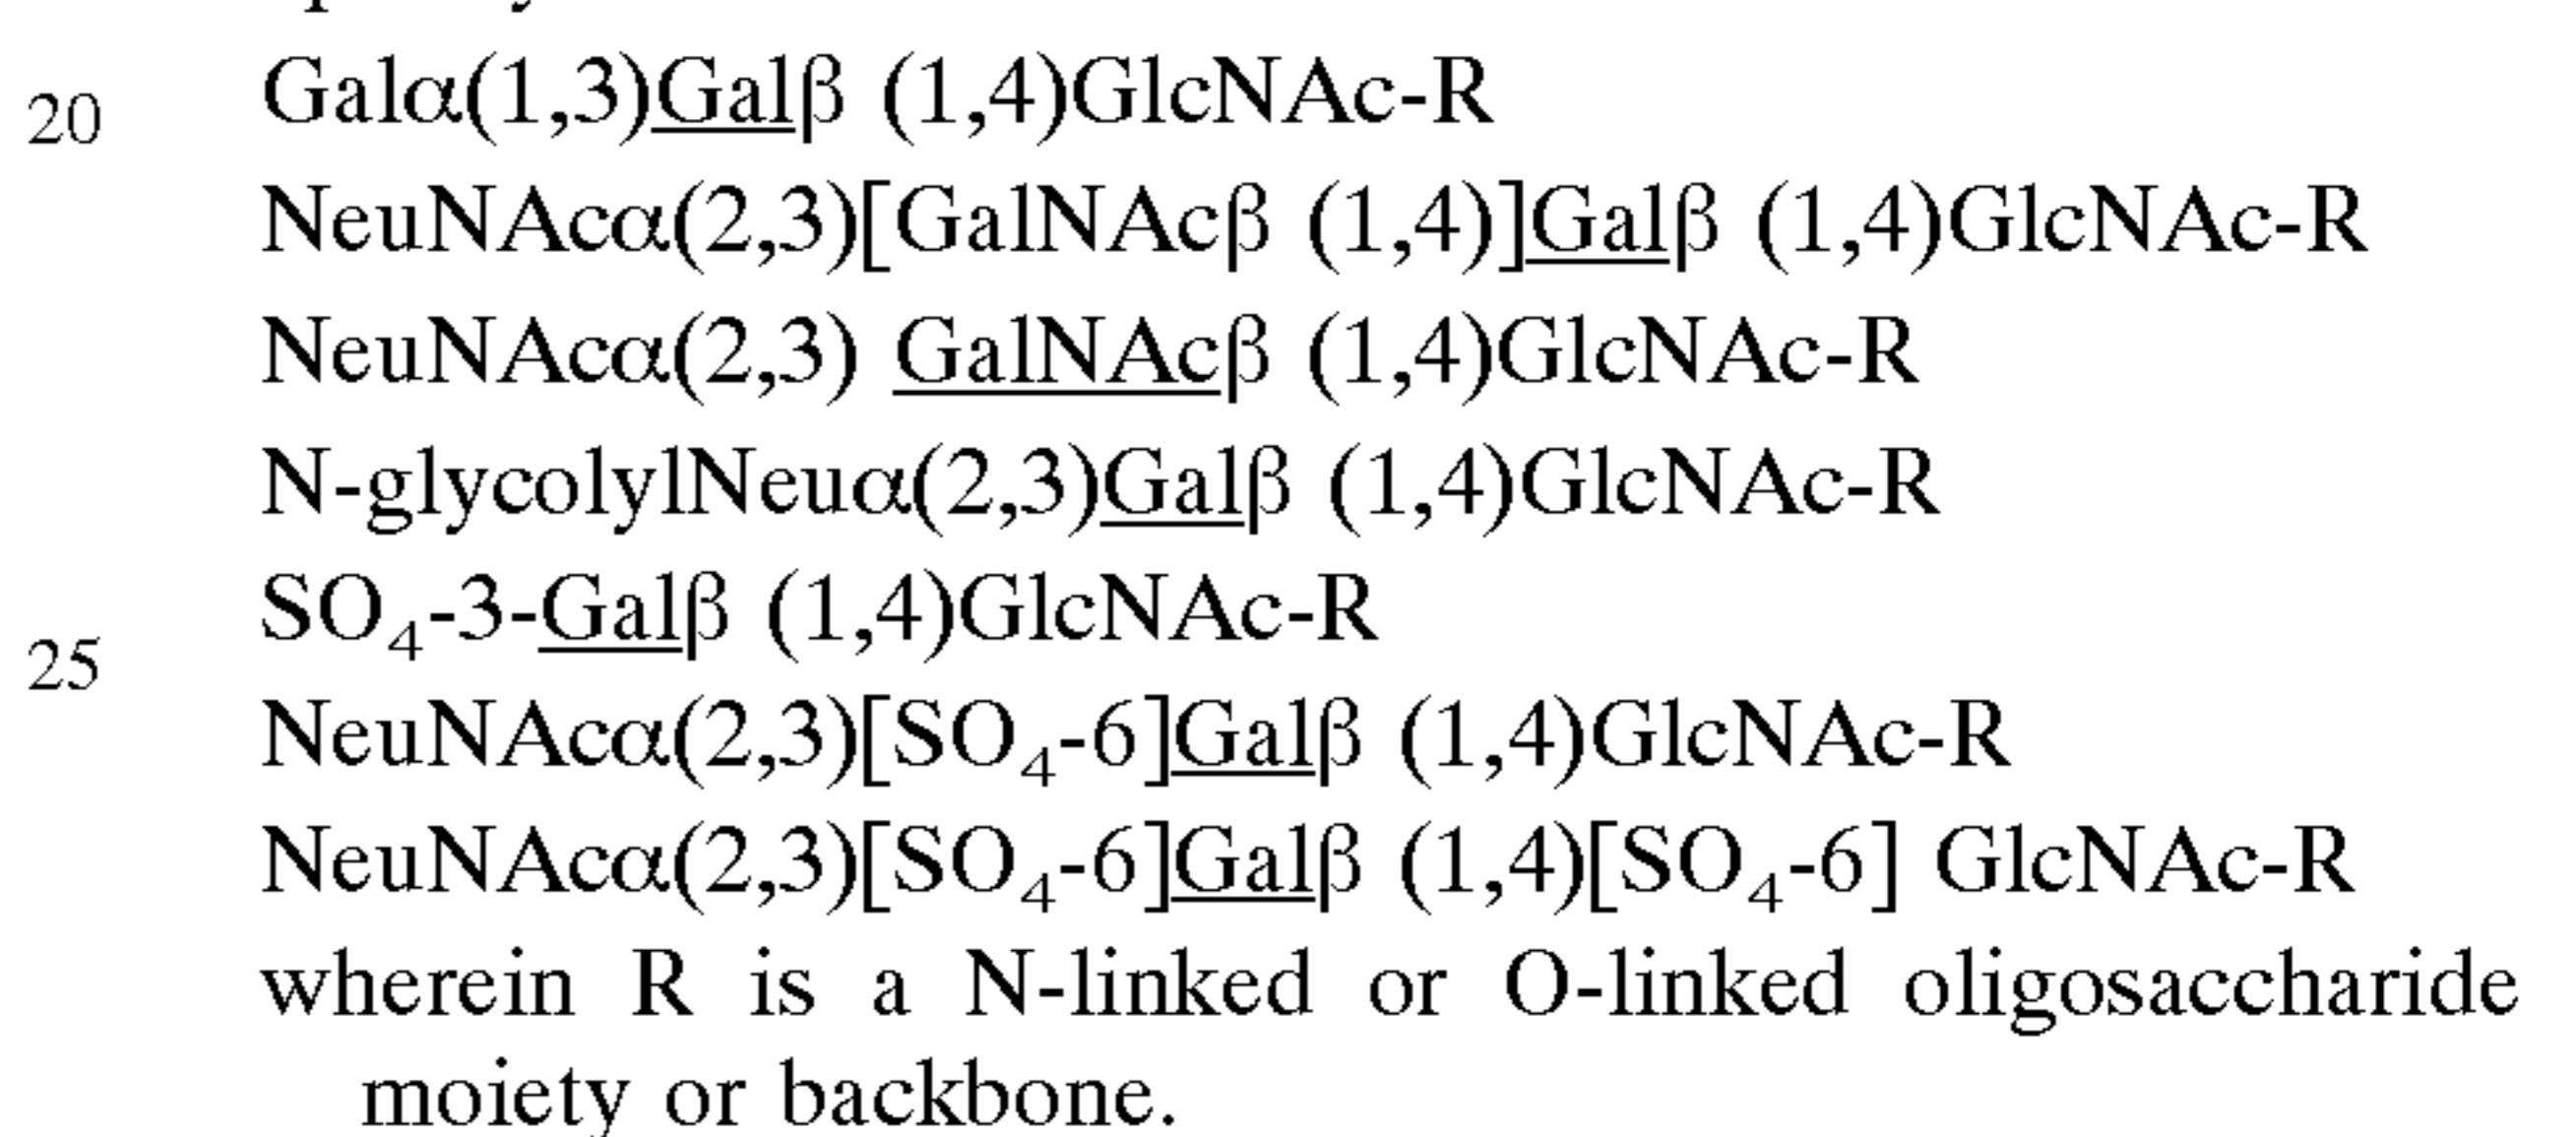 20 Galα(1,3)Galβ (1,4)GlcNAc-R
NeuNAcα(2,3)[GalNAcβ (1,4)]Galβ (1,4)GlcNAc-R
NeuNAcα(2,3) GalNAcβ (1,4)GlcNAc-R
N-glycolylNeuα(2,3)Galβ (1,4)GlcNAc-R
SO₄-3-Galβ (1,4)GlcNAc-R
25
NeuNAcα(2,3)[SO₄-6]Galβ (1,4)GlcNAc-R
NeuNAcα(2,3)[SO₄-6]Galβ (1,4)[SO₄-6] GlcNAc-R
wherein R is a N-linked or O-linked oligosaccharide
moiety or backbone.